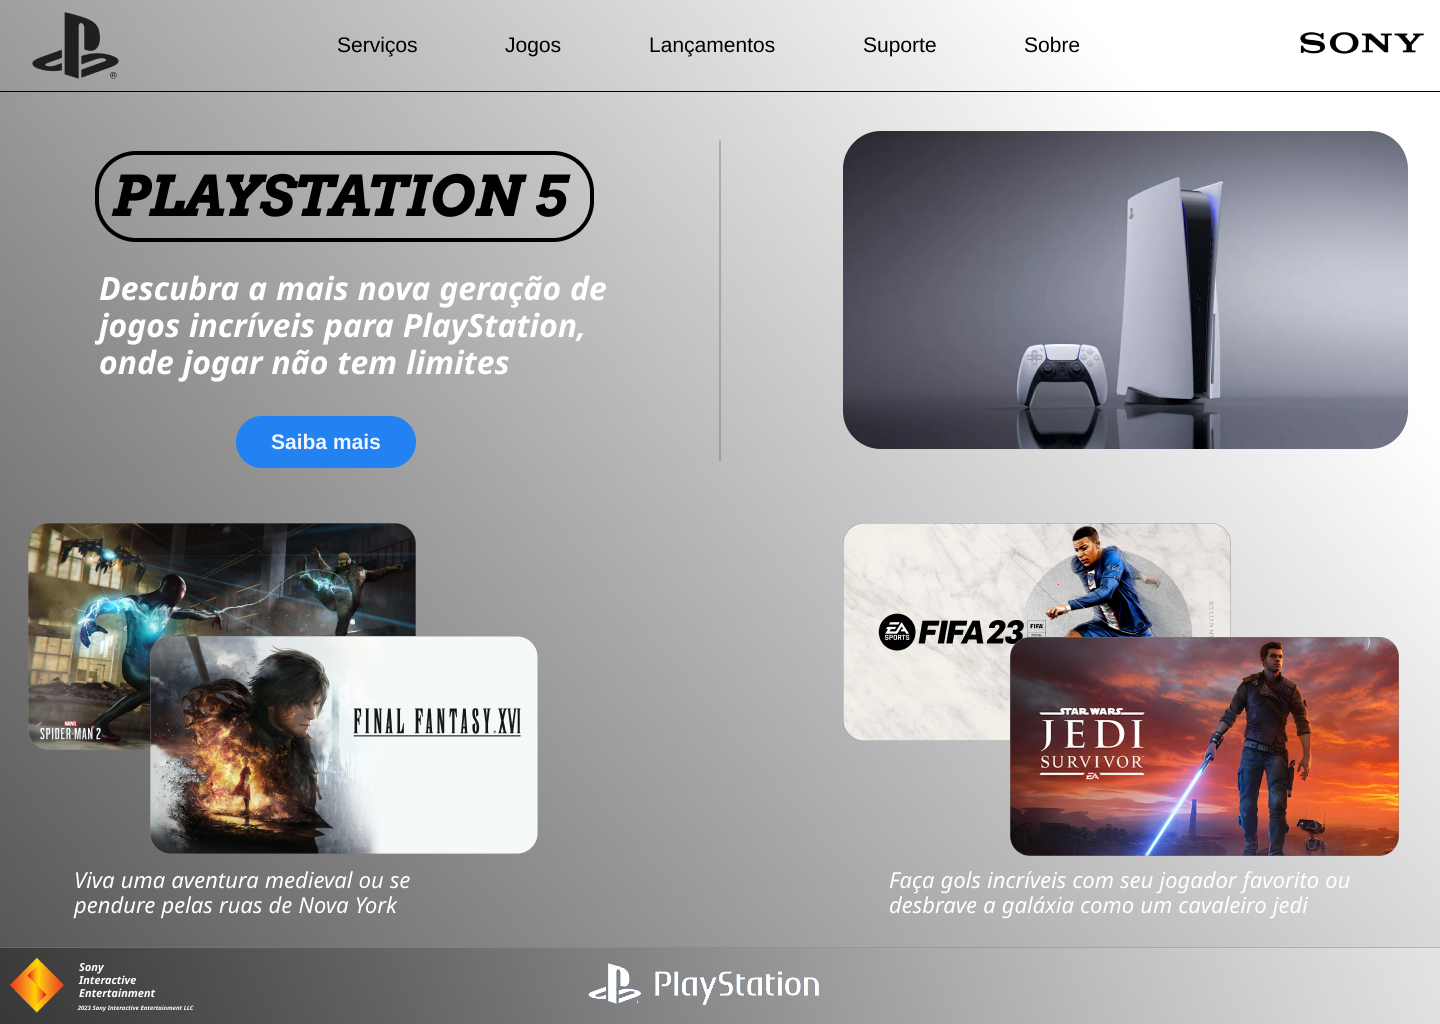 Serviços
Jogos
Lançamentos
Suporte
Sobre
SONY
PLAYSTATION 5
Descubra a mais nova geração de
jogos incríveis para PlayStation,
onde jogar não tem limites
Saiba mais
MARVEL
SPIDER-MAN 2
FINAL FANTASY XVI
EA
SPORTS
FIFA 23
FIFA
STAR WARS
JEDI
SURVIVOR
EA
Viva uma aventura medieval ou se
pendure pelas ruas de Nova York
Faça gols incríveis com seu jogador favorito ou
desbrave a galáxia como um cavaleiro jedi
Sony
Interactive
Entertainment
2023 Sony Interactive Entertainment LLC
PlayStation